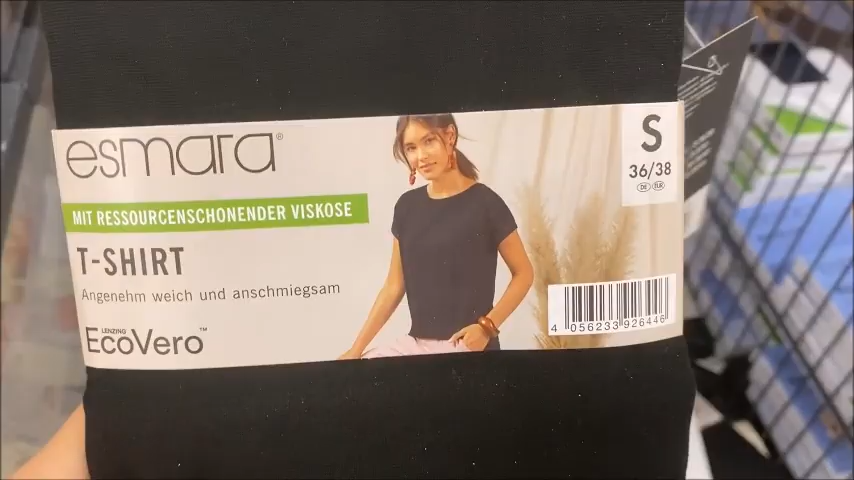 esmara®
MIT RESSOURCENSCHONENDER VISKOSE
T-SHIRT
Angenehm weich und anschmiegsam
LENZING
EcoVero™
S
36/38
DE EUR
4 056233 926446